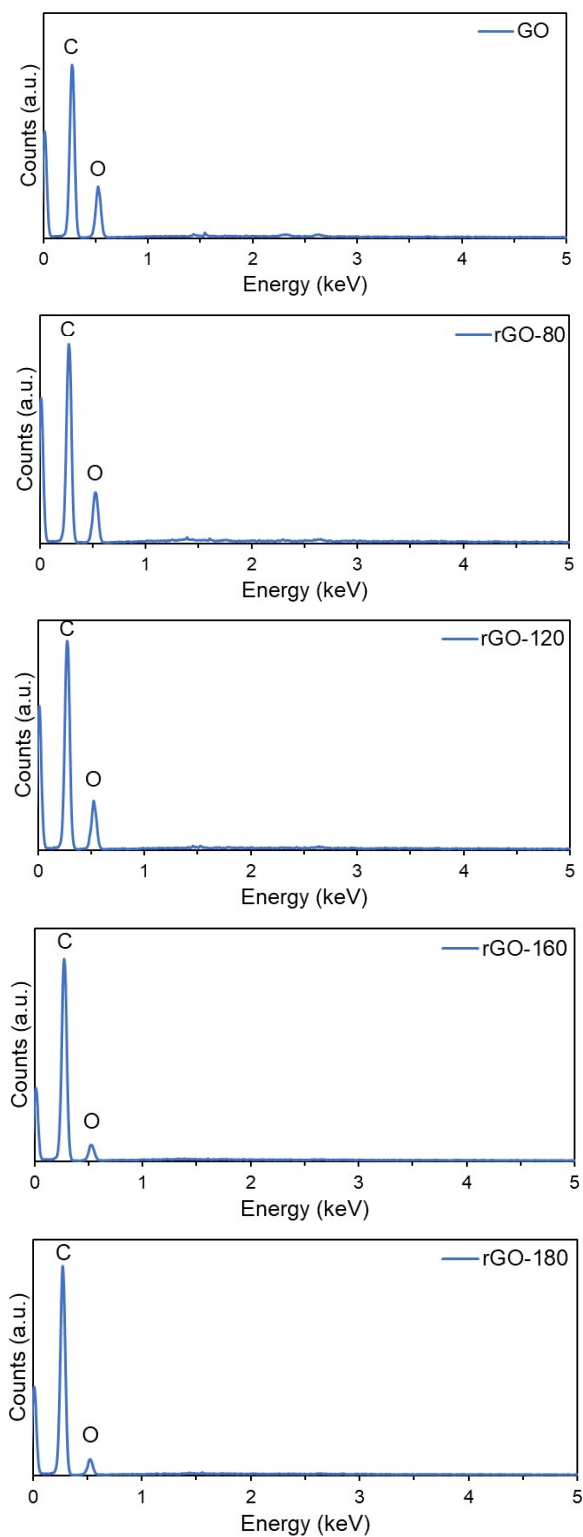 GO
C
O
Counts (a.u.)
0 1 2 3 4 5
Energy (keV)
rGO-80
C
O
Counts (a.u.)
0 1 2 3 4 5
Energy (keV)
rGO-120
C
O
Counts (a.u.)
0 1 2 3 4 5
Energy (keV)
rGO-160
C
O
Counts (a.u.)
0 1 2 3 4 5
Energy (keV)
rGO-180
C
O
Counts (a.u.)
0 1 2 3 4 5
Energy (keV)